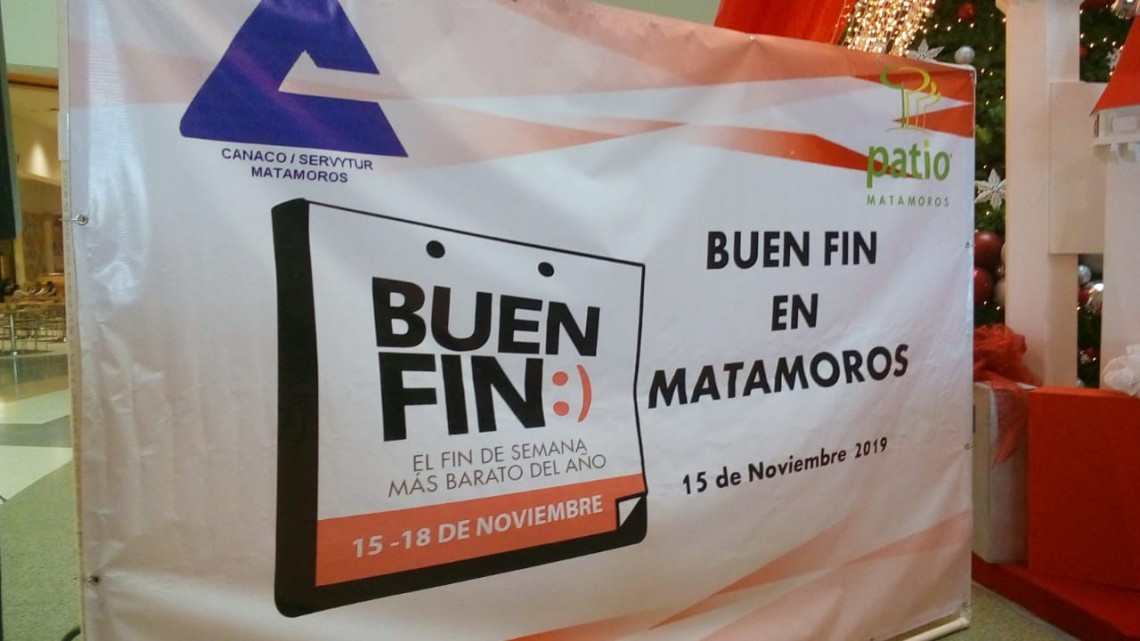 CANACO / SERVYTUR
MATAMOROS
patio
MATAMOROS
BUEN
FIN:)
EL FIN DE SEMANA
MÁS BARATO DEL AÑO
15 -18 DE NOVIEMBRE
BUEN FIN
EN
MATAMOROS
15 de Noviembre 2019